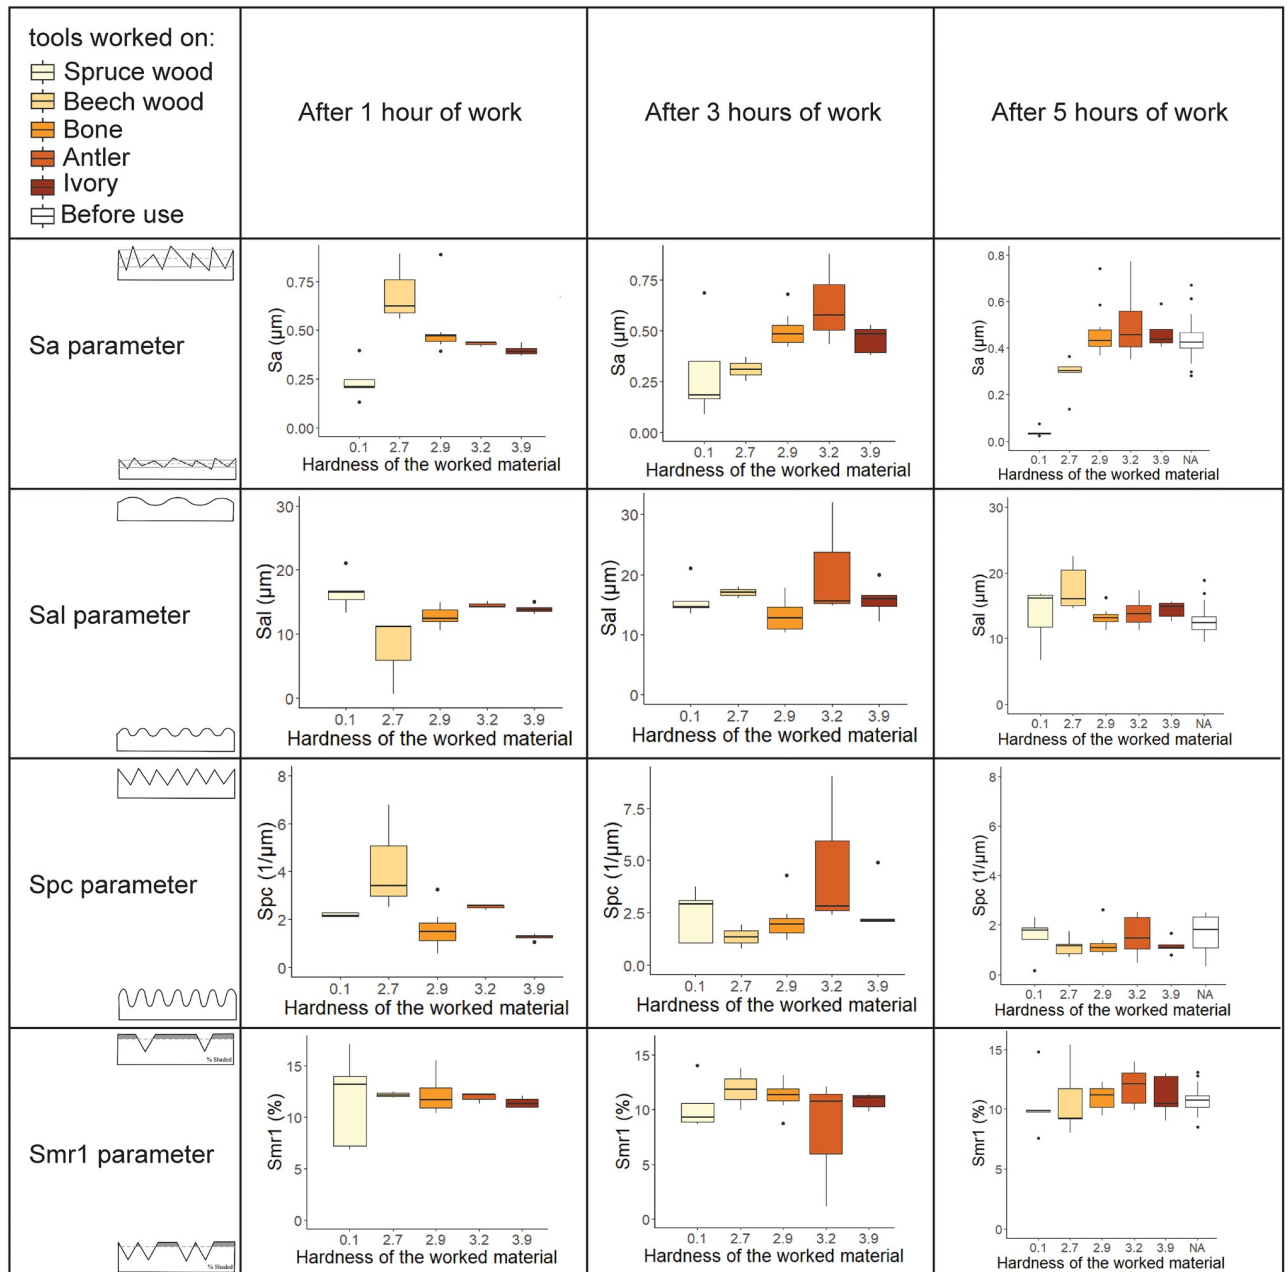 tools worked on:
Spruce wood
Beech wood
Bone
Antler
Ivory
Before use
After 1 hour of work
After 3 hours of work
After 5 hours of work
Sa parameter
Sa (µm)
0.75
0.50
0.25
0.00
0.1 2.7 2.9 3.2 3.9
Hardness of the worked material
Sa (µm)
0.75
0.50
0.25
0.00
0.1 2.7 2.9 3.2 3.9
Hardness of the worked material
Sa (µm)
0.8
0.6
0.4
0.2
0.0
0.1 2.7 2.9 3.2 3.9 NA
Hardness of the worked material
Sal parameter
Sal (µm)
30
20
10
0
0.1 2.7 2.9 3.2 3.9
Hardness of the worked material
Sal (µm)
30
20
10
0
0.1 2.7 2.9 3.2 3.9
Hardness of the worked material
Sal (µm)
30
20
10
0
0.1 2.7 2.9 3.2 3.9 NA
Hardness of the worked material
Spc parameter
Spc (1/µm)
8
6
4
2
0
0.1 2.7 2.9 3.2 3.9
Hardness of the worked material
Spc (1/µm)
7.5
5.0
2.5
0.0
0.1 2.7 2.9 3.2 3.9
Hardness of the worked material
Spc (1/µm)
8
6
4
2
0
0.1 2.7 2.9 3.2 3.9 NA
Hardness of the worked material
% Shaded
Smr1 parameter
% Shaded
Smr1 (%)
15
10
5
0
0.1 2.7 2.9 3.2 3.9
Hardness of the worked material
Smr1 (%)
15
10
5
0
0.1 2.7 2.9 3.2 3.9
Hardness of the worked material
Smr1 (%)
15
10
5
0
0.1 2.7 2.9 3.2 3.9 NA
Hardness of the worked material